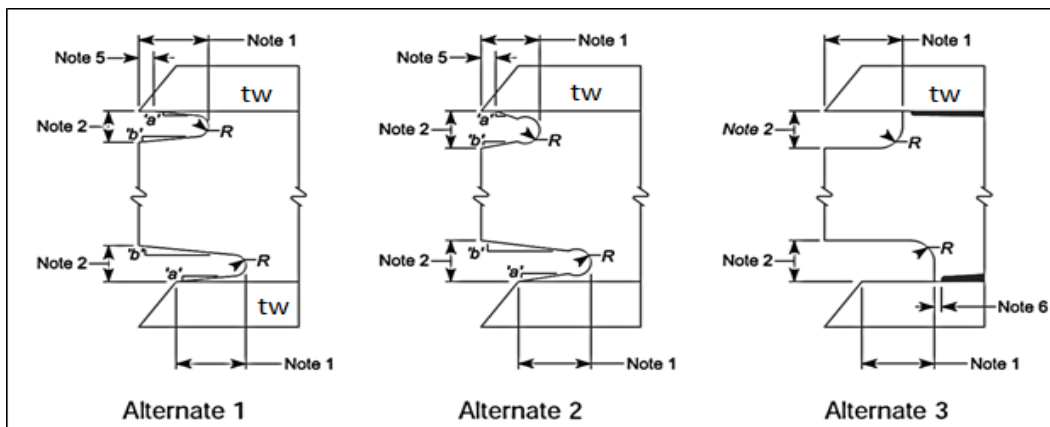 Note 1
Note 5
tw
'a'
Note 2
'b'
R
'b'
Note 2
R
'a'
tw
Note 1
Alternate 1
Note 1
Note 5
tw
'a'
Note 2
'b'
R
'b'
Note 2
R
'a'
Note 1
Alternate 2
Note 1
tw
Note 2
R
Note 2
R
tw
Note 6
Note 1
Alternate 3